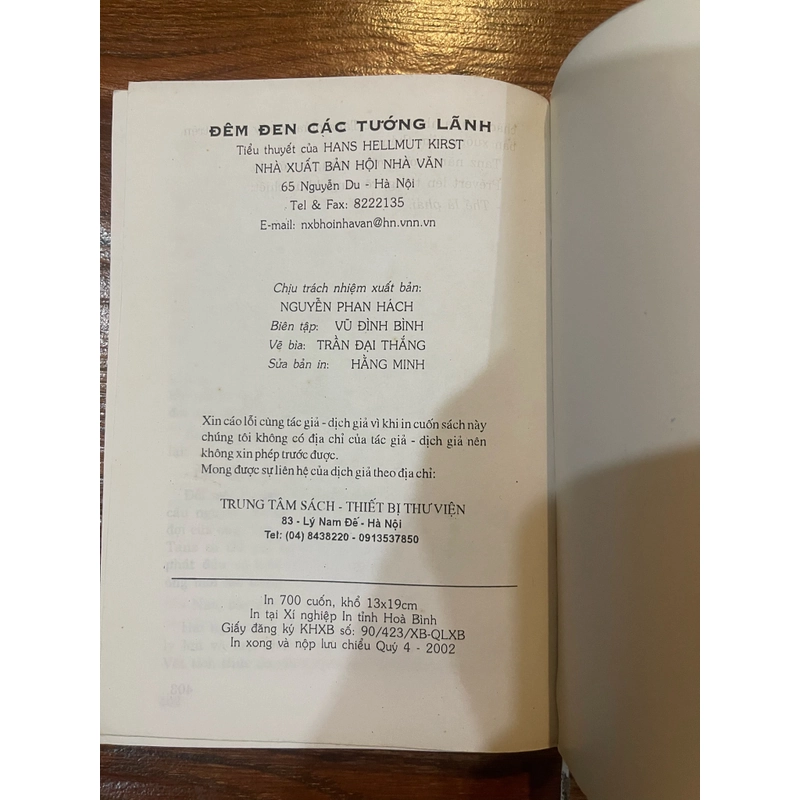 ĐÊM ĐEN CÁC TƯỚNG LÃNH
Tiểu thuyết của HANS HELLMUT KIRST
NHÀ XUẤT BẢN HỘI NHÀ VĂN
65 Nguyễn Du - Hà Nội
Tel & Fax: 8222135
E-mail: nxbhoinhavan@hn.vnn.vn
Chịu trách nhiệm xuất bản:
NGUYỄN PHAN HÁCH
Biên tập: VŨ ĐÌNH BÌNH
Vẽ bìa: TRẦN ĐẠI THẮNG
Sửa bản in: HẰNG MINH
Xin cáo lỗi cùng tác giả - dịch giả vì khi in cuốn sách này
chúng tôi không có địa chỉ của tác giả - dịch giả nên
không xin phép trước được.
Mong được sự liên hệ của dịch giả theo địa chỉ:
TRUNG TÂM SÁCH - THIẾT BỊ THƯ VIỆN
83 - Lý Nam Đế - Hà Nội
Tel: (04) 8438220 - 0913537850
In 700 cuốn, khổ 13x19cm
In tại Xí nghiệp In tỉnh Hoà Bình
Giấy đăng ký KHXB số: 90/423/XB-QLXB
In xong và nộp lưu chiểu Quý 4 - 2002